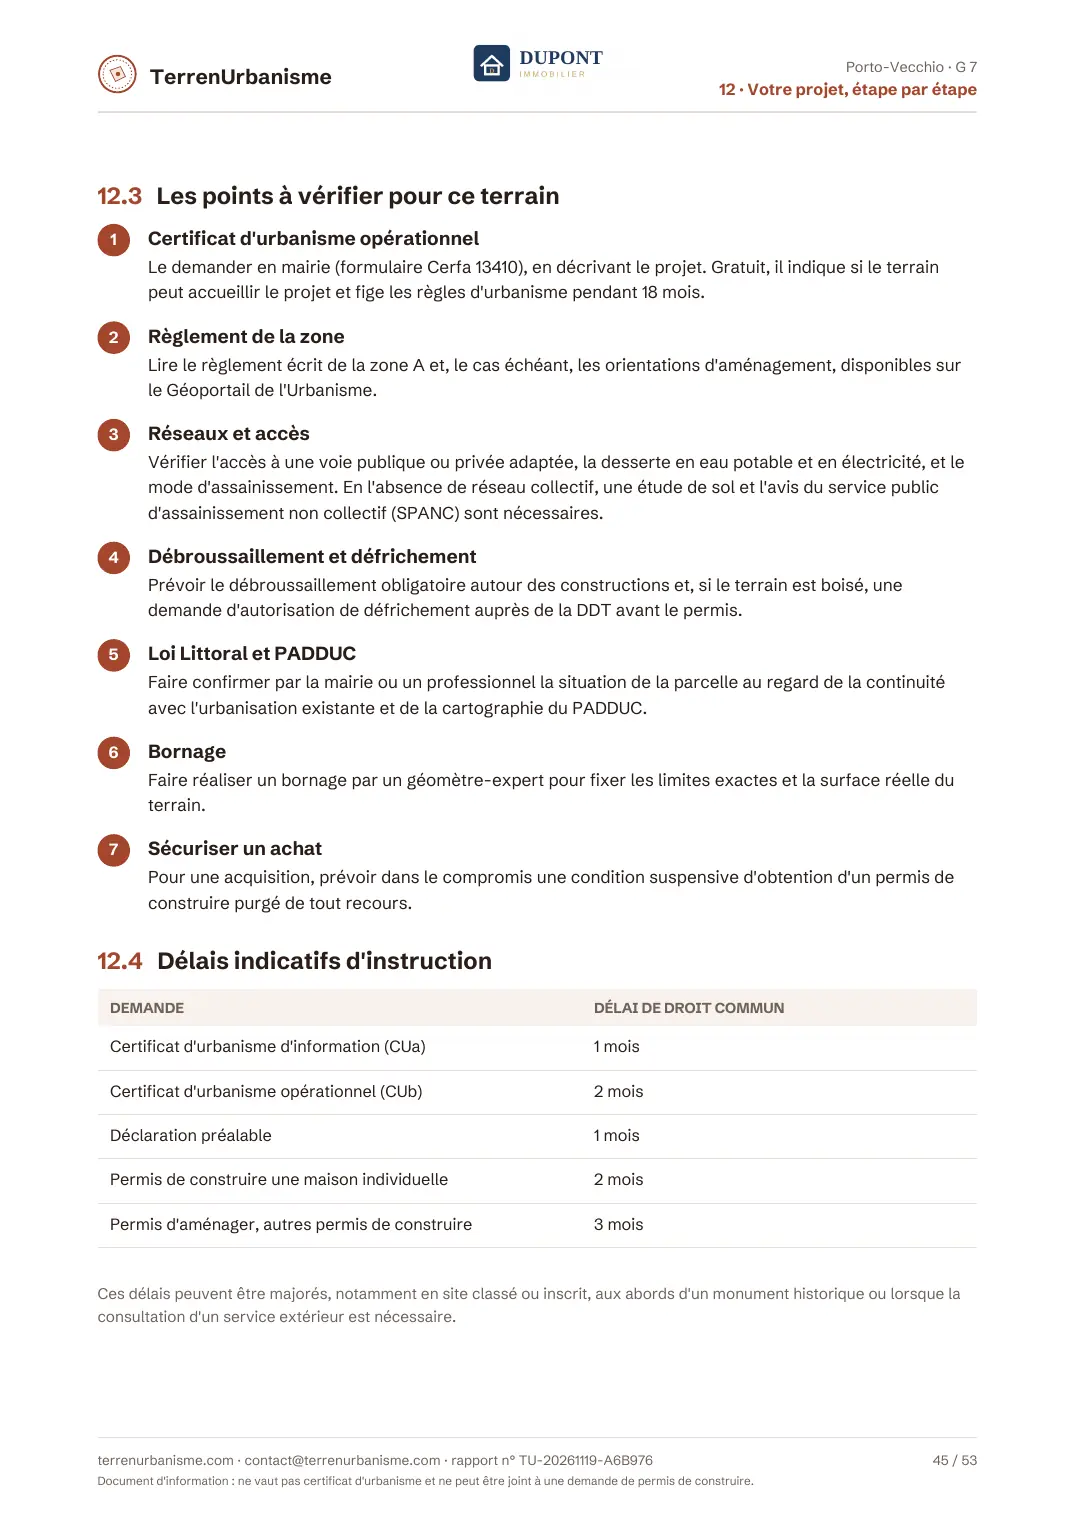 TerrenUrbanisme
DUPONT
IMMOBILIER
Porto-Vecchio · G 7
12 · Votre projet, étape par étape
12.3 Les points à vérifier pour ce terrain
1 Certificat d'urbanisme opérationnel
Le demander en mairie (formulaire Cerfa 13410), en décrivant le projet. Gratuit, il indique si le terrain
peut accueillir le projet et fige les règles d'urbanisme pendant 18 mois.
2 Règlement de la zone
Lire le règlement écrit de la zone A et, le cas échéant, les orientations d'aménagement, disponibles sur
le Géoportail de l'Urbanisme.
3 Réseaux et accès
Vérifier l'accès à une voie publique ou privée adaptée, la desserte en eau potable et en électricité, et le
mode d'assainissement. En l'absence de réseau collectif, une étude de sol et l'avis du service public
d'assainissement non collectif (SPANC) sont nécessaires.
4 Débroussaillement et défrichement
Prévoir le débroussaillement obligatoire autour des constructions et, si le terrain est boisé, une
demande d'autorisation de défrichement auprès de la DDT avant le permis.
5 Loi Littoral et PADDUC
Faire confirmer par la mairie ou un professionnel la situation de la parcelle au regard de la continuité
avec l'urbanisation existante et de la cartographie du PADDUC.
6 Bornage
Faire réaliser un bornage par un géomètre-expert pour fixer les limites exactes et la surface réelle du
terrain.
7 Sécuriser un achat
Pour une acquisition, prévoir dans le compromis une condition suspensive d'obtention d'un permis de
construire purgé de tout recours.
12.4 Délais indicatifs d'instruction
DEMANDE DÉLAI DE DROIT COMMUN
Certificat d'urbanisme d'information (CUa) 1 mois
Certificat d'urbanisme opérationnel (CUb) 2 mois
Déclaration préalable 1 mois
Permis de construire une maison individuelle 2 mois
Permis d'aménager, autres permis de construire 3 mois
Ces délais peuvent être majorés, notamment en site classé ou inscrit, aux abords d'un monument historique ou lorsque la
consultation d'un service extérieur est nécessaire.
terrenurbanisme.com · contact@terrenurbanisme.com · rapport n° TU-20261119-A6B976 45 / 53
Document d'information : ne vaut pas certificat d'urbanisme et ne peut être joint à une demande de permis de construire.